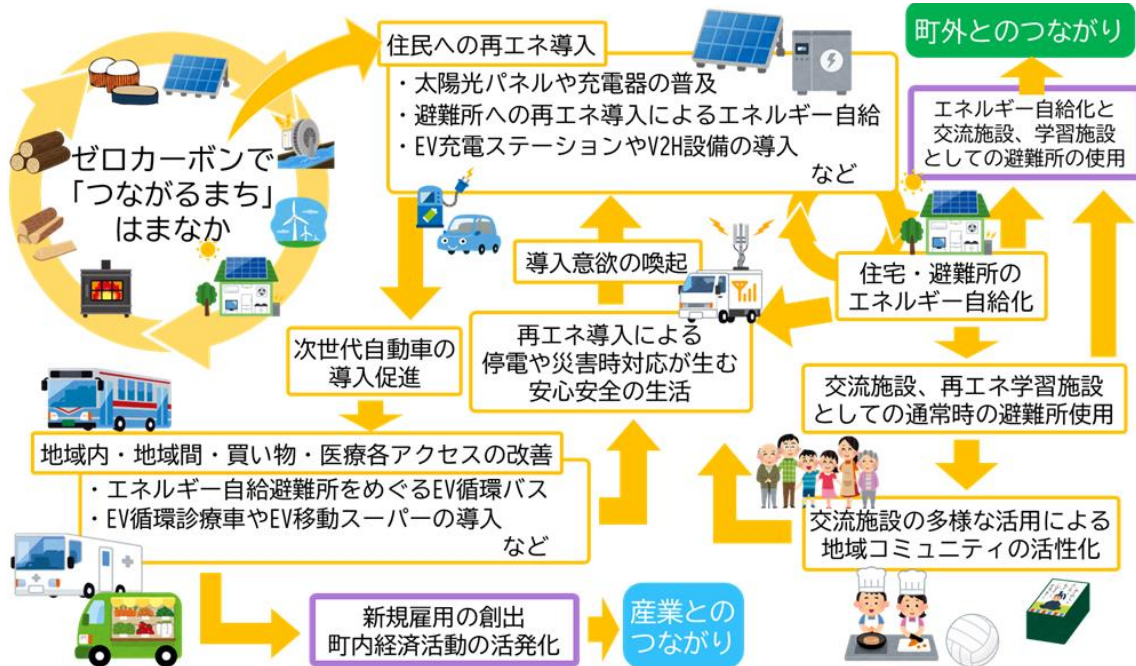 ゼロカーボンで
「つながるまち」
はまなか
住民への再エネ導入
・太陽光パネルや充電器の普及
・避難所への再エネ導入によるエネルギー自給
・EV充電ステーションやV2H設備の導入
など
町外とのつながり
エネルギー自給化と
交流施設、学習施設
としての避難所の使用
導入意欲の喚起
住宅・避難所の
エネルギー自給化
次世代自動車の
導入促進
再エネ導入による
停電や災害時対応が生む
安心安全の生活
交流施設、再エネ学習施設
としての通常時の避難所使用
地域内・地域間・買い物・医療各アクセスの改善
・エネルギー自給避難所をめぐるEV循環バス
・EV循環診療車やEV移動スーパーの導入
など
交流施設の多様な活用による
地域コミュニティの活性化
新規雇用の創出
町内経済活動の活発化
産業との
つながり